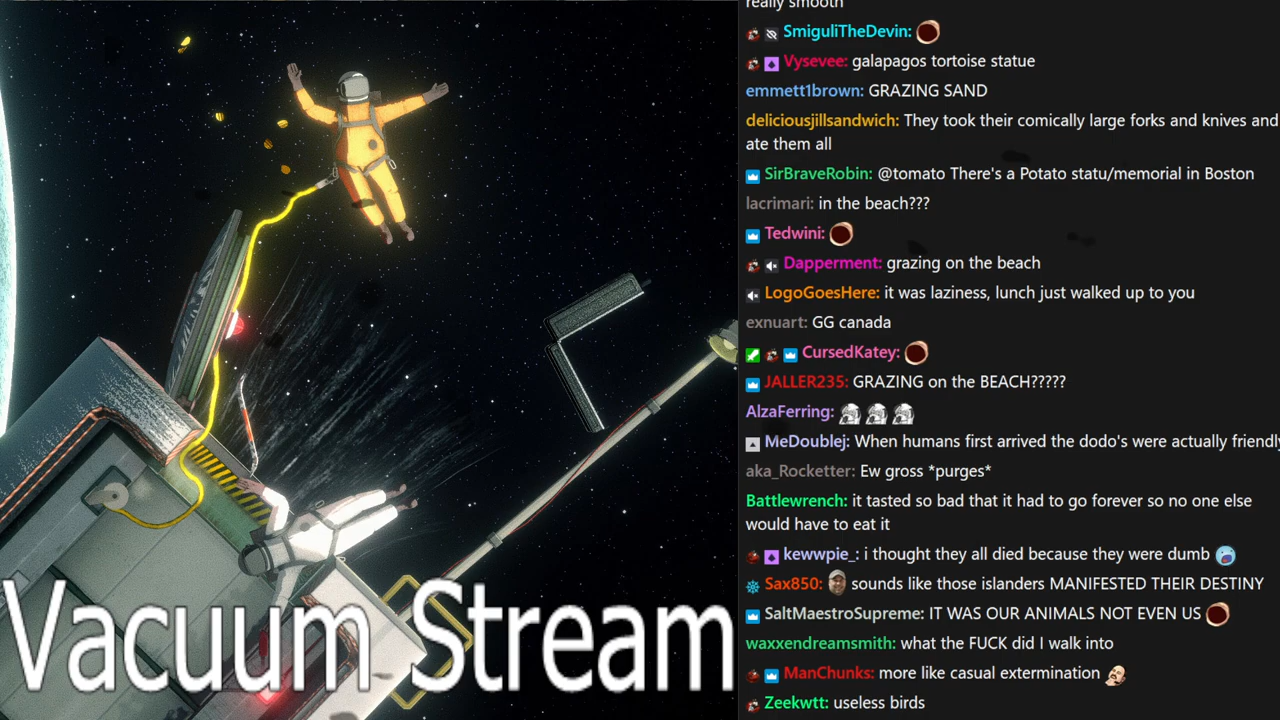 really smooth
SmiguliTheDevin:
Vysevee: galapagos tortoise statue
emmett1brown: GRAZING SAND
deliciousjillsandwich: They took their comically large forks and knives and
ate them all
SirBraveRobin: @tomato There's a Potato statu/memorial in Boston
lacrimari: in the beach???
Tedwini:
Dapperment: grazing on the beach
LogoGoesHere: it was laziness, lunch just walked up to you
exnuart: GG canada
CursedKatey:
JALLER235: GRAZING on the BEACH?????
AlzaFerring:
MeDoublej: When humans first arrived the dodo's were actually friendly
aka_Rocketter: Ew gross *purges*
Battlewrench: it tasted so bad that it had to go forever so no one else
would have to eat it
kewwpie_: i thought they all died because they were dumb
Sax850: sounds like those islanders MANIFESTED THEIR DESTINY
SaltMaestroSupreme: IT WAS OUR ANIMALS NOT EVEN US
waxxendreamsmith: what the FUCK did I walk into
ManChunks: more like casual extermination
Zeekwtt: useless birds
Vacuum Stream